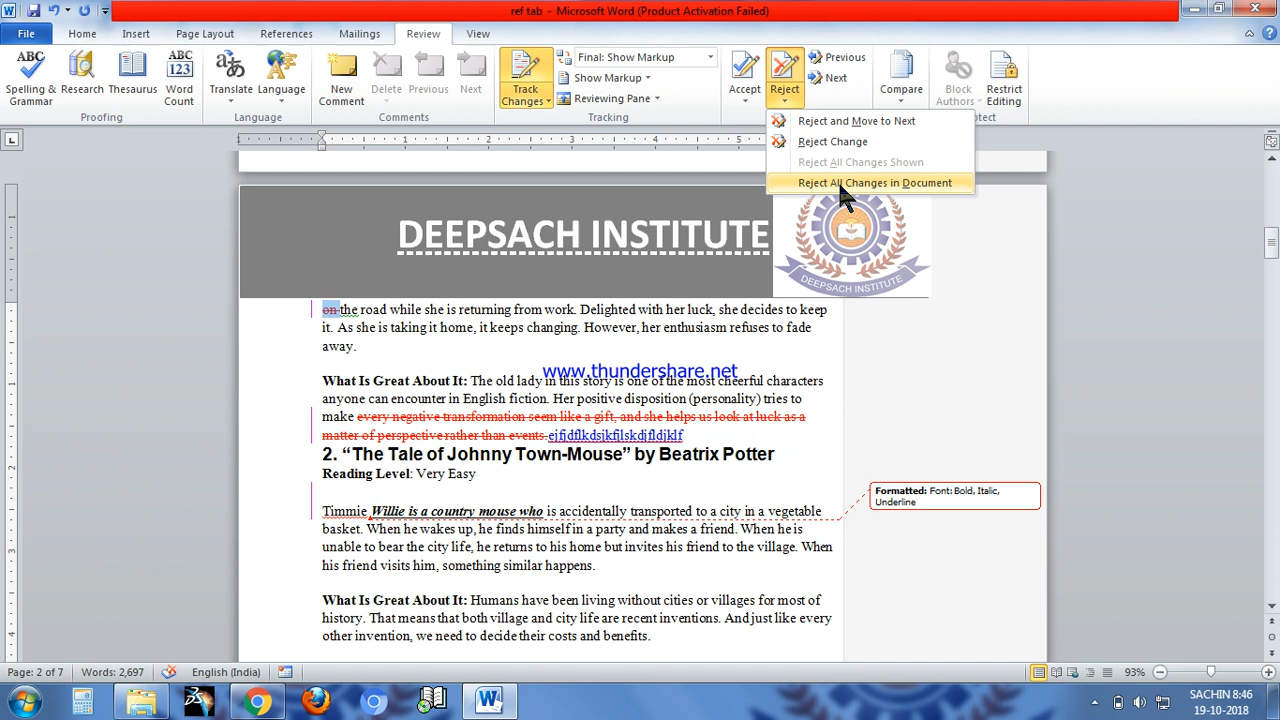 ref tab - Microsoft Word (Product Activation Failed)
File Home Insert Page Layout References Mailings Review View
Spelling & Grammar
Research
Thesaurus
Word Count
Proofing
Translate
Language
Language
New Comment
Delete
Previous
Next
Comments
Track Changes
Final: Show Markup
Show Markup
Reviewing Pane
Tracking
Accept
Reject
Previous
Next
Compare
Block Authors
Restrict Editing
Reject and Move to Next
Reject Change
Reject All Changes Shown
Reject All Changes in Document
DEEPSACH INSTITUTE
DEEPSACH INSTITUTE
on the road while she is returning from work. Delighted with her luck, she decides to keep
it. As she is taking it home, it keeps changing. However, her enthusiasm refuses to fade
away.
www.thundershare.net
What Is Great About It: The old lady in this story is one of the most cheerful characters
anyone can encounter in English fiction. Her positive disposition (personality) tries to
make every negative transformation seem like a gift, and she helps us look at luck as a
matter of perspective rather than events.
2. “The Tale of Johnny Town-Mouse” by Beatrix Potter
Reading Level: Very Easy
Formatted: Font: Bold, Italic,
Underline
Timmie Willie is a country mouse who is accidentally transported to a city in a vegetable
basket. When he wakes up, he finds himself in a party and makes a friend. When he is
unable to bear the city life, he returns to his home but invites his friend to the village. When
his friend visits him, something similar happens.
What Is Great About It: Humans have been living without cities or villages for most of
history. That means that both village and city life are recent inventions. And just like every
other invention, we need to decide their costs and benefits.
Page: 2 of 7 Words: 2,697 English (India) 93%
SACHIN 8:46
19-10-2018